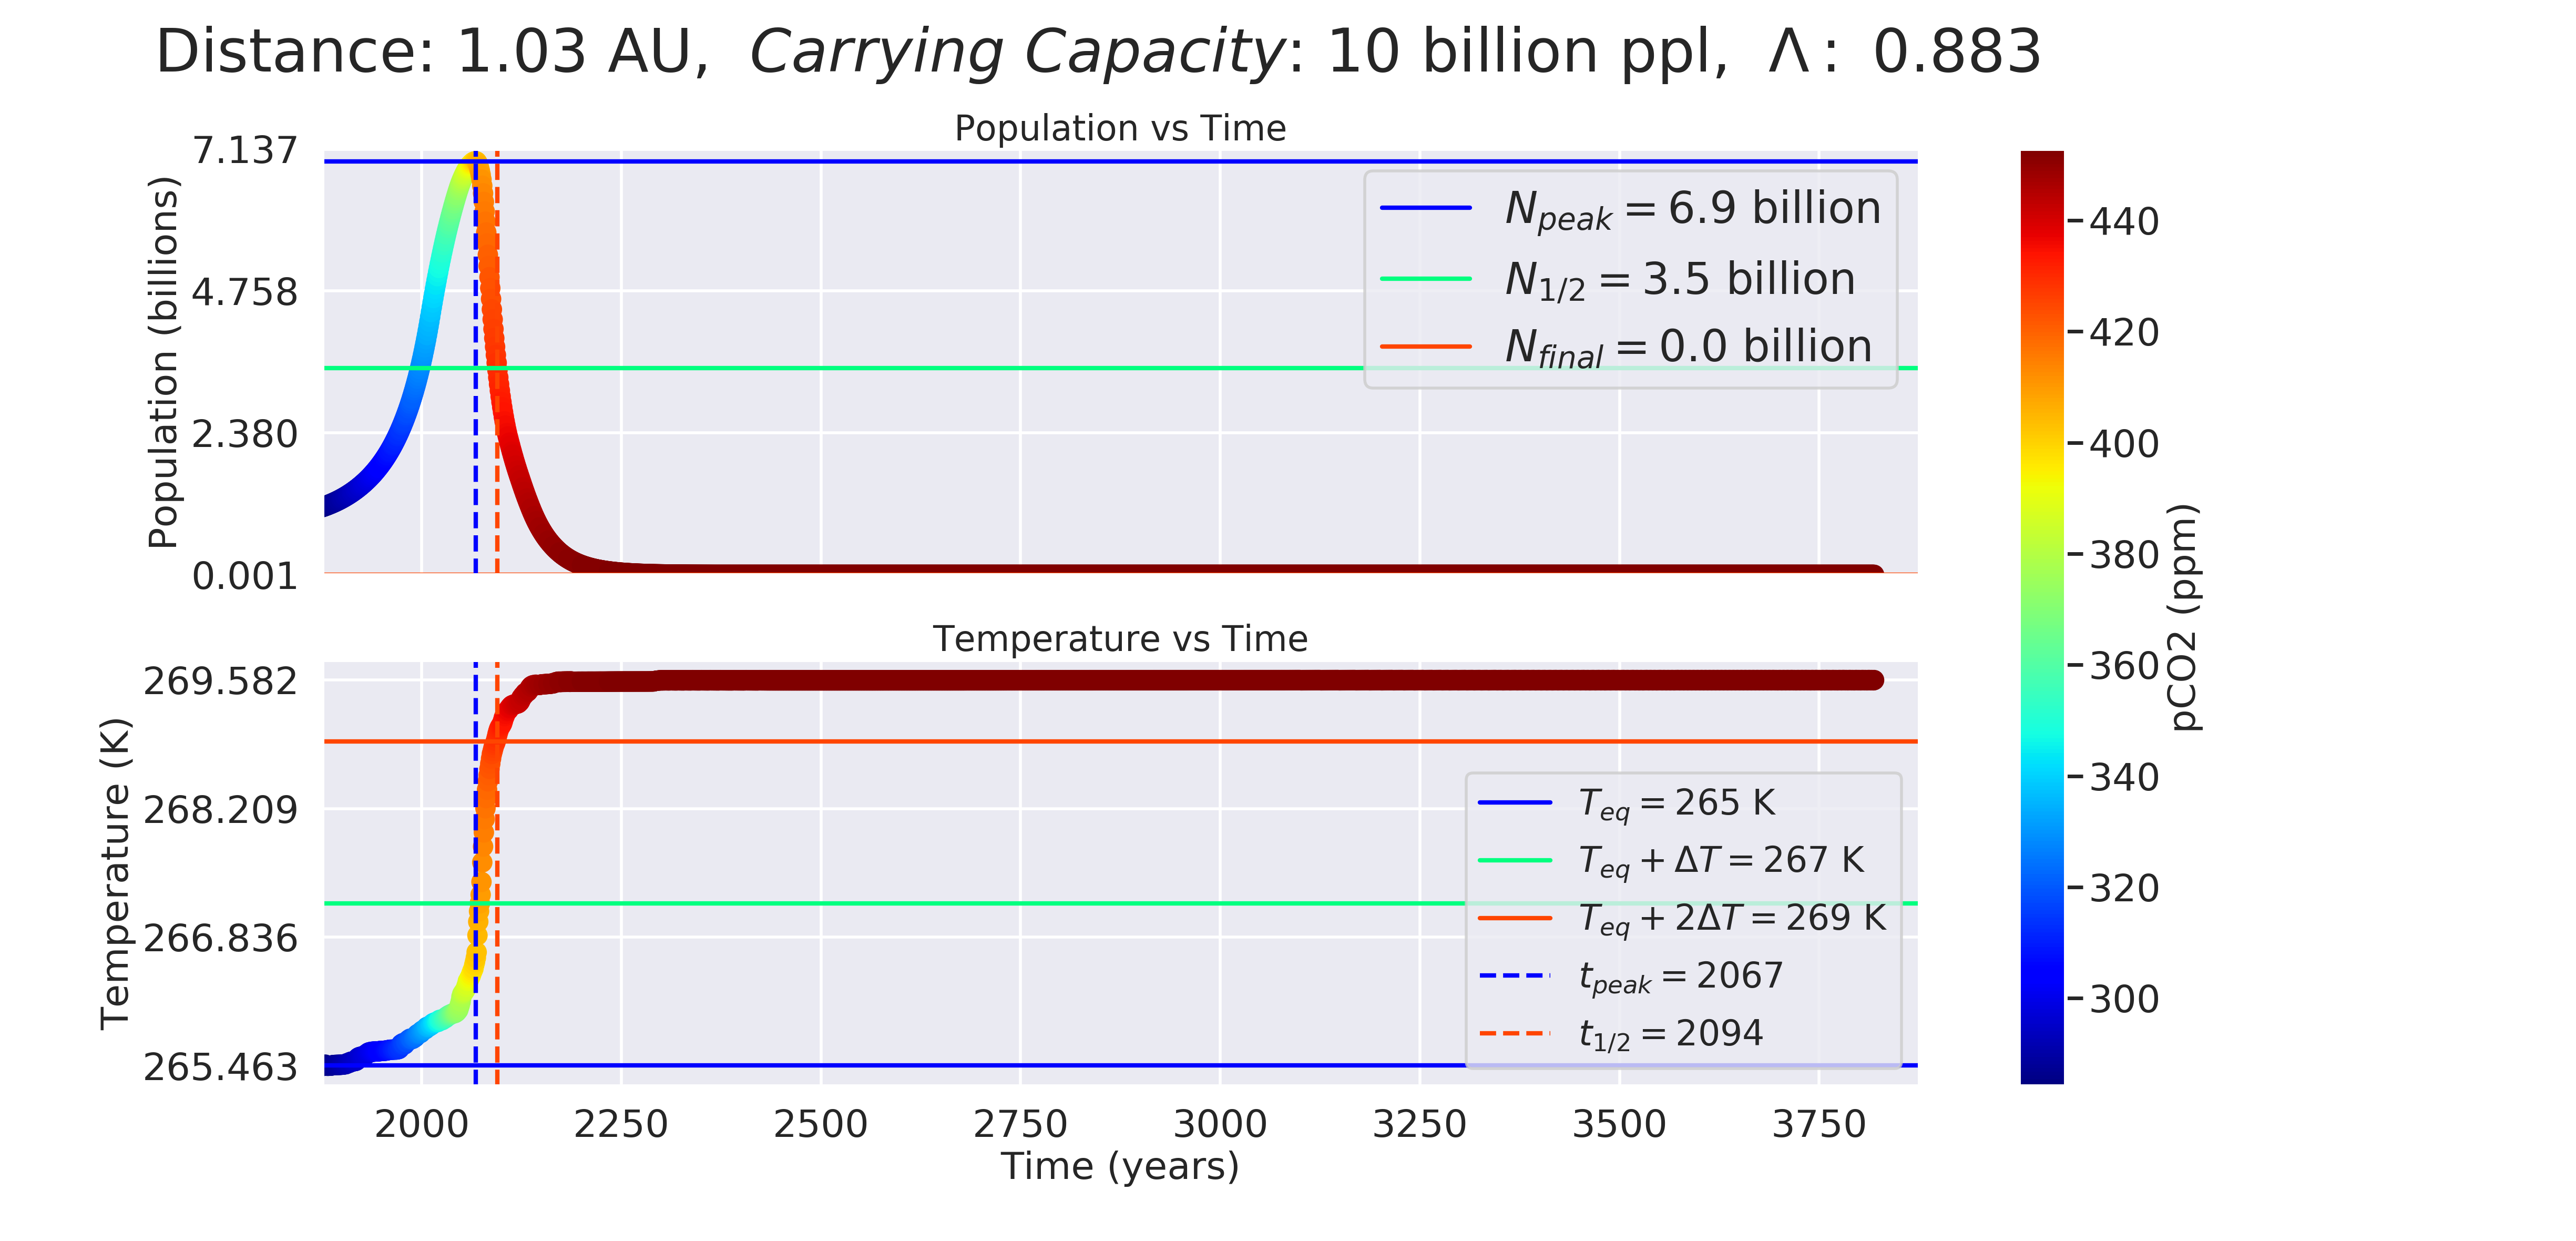 Distance: 1.03 AU, Carrying Capacity: 10 billion ppl, Λ : 0.883
Population vs Time
7.137
4.758
2.380
0.001
Population (billions)
N_peak = 6.9 billion
N_1/2 = 3.5 billion
N_final = 0.0 billion
Temperature vs Time
269.582
268.209
266.836
265.463
Temperature (K)
T_eq = 265 K
T_eq + ΔT = 267 K
T_eq + 2ΔT = 269 K
t_peak = 2067
t_1/2 = 2094
2000 2250 2500 2750 3000 3250 3500 3750
Time (years)
440
420
400
380
360
340
320
300
pCO2 (ppm)